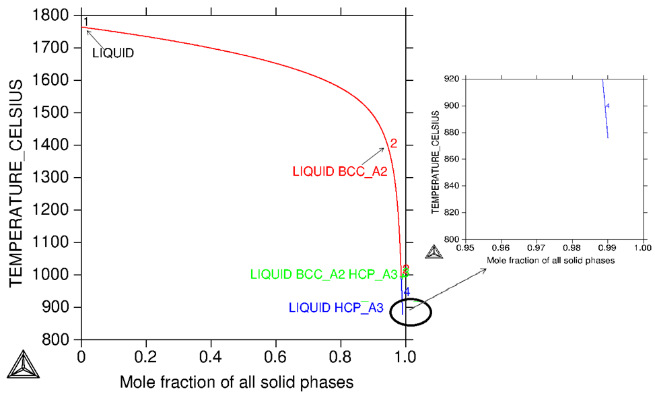 1800
1700
1600
1500
1400
1300
1200
1100
1000
900
800
TEMPERATURE_CELSIUS
1
LIQUID
2
LIQUID BCC_A2
LIQUID BCC_A2 HCP_A3
4
LIQUID HCP_A3
0 0.2 0.4 0.6 0.8 1.0
Mole fraction of all solid phases
920
900
880
860
840
820
800
TEMPERATURE_CELSIUS
4
0.95 0.96 0.97 0.98 0.99 1.00
Mole fraction of all solid phases